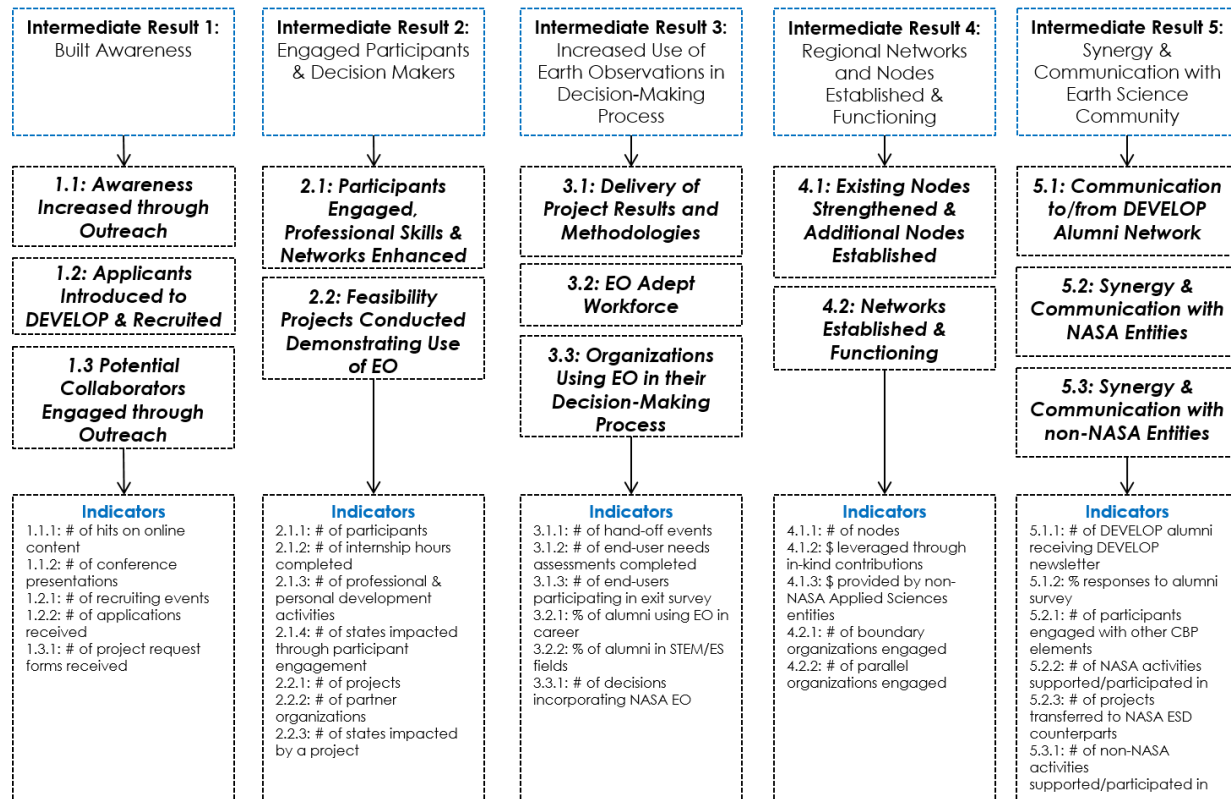 Intermediate Result 1:
Built Awareness
1.1: Awareness
Increased through
Outreach
1.2: Applicants
Introduced to
DEVELOP & Recruited
1.3 Potential
Collaborators
Engaged through
Outreach
Indicators
1.1.1: # of hits on online
content
1.1.2: # of conference
presentations
1.2.1: # of recruiting events
1.2.2: # of applications
received
1.3.1: # of project request
forms received
Intermediate Result 2:
Engaged Participants
& Decision Makers
2.1: Participants
Engaged,
Professional Skills &
Networks Enhanced
2.2: Feasibility
Projects Conducted
Demonstrating Use
of EO
Indicators
2.1.1: # of participants
2.1.2: # of internship hours
completed
2.1.3: # of professional &
personal development
activities
2.1.4: # of states impacted
through participant
engagement
2.2.1: # of projects
2.2.2: # of partner
organizations
2.2.3: # of states impacted
by a project
Intermediate Result 3:
Increased Use of
Earth Observations in
Decision-Making
Process
3.1: Delivery of
Project Results and
Methodologies
3.2: EO Adept
Workforce
3.3: Organizations
Using EO in their
Decision-Making
Process
Indicators
3.1.1: # of hand-off events
3.1.2: # of end-user needs
assessments completed
3.1.3: # of end-users
participating in exit survey
3.2.1: % of alumni using EO in
career
3.2.2: % of alumni in STEM/ES
fields
3.3.1: # of decisions
incorporating NASA EO
Intermediate Result 4:
Regional Networks
and Nodes
Established &
Functioning
4.1: Existing Nodes
Strengthened &
Additional Nodes
Established
4.2: Networks
Established &
Functioning
Indicators
4.1.1: # of nodes
4.1.2: $ leveraged through
in-kind contributions
4.1.3: $ provided by non-
NASA Applied Sciences
entities
4.2.1: # of boundary
organizations engaged
4.2.2: # of parallel
organizations engaged
Intermediate Result 5:
Synergy &
Communication with
Earth Science
Community
5.1: Communication
to/from DEVELOP
Alumni Network
5.2: Synergy &
Communication with
NASA Entities
5.3: Synergy &
Communication with
non-NASA Entities
Indicators
5.1.1: # of DEVELOP alumni
receiving DEVELOP
newsletter
5.1.2: % responses to alumni
survey
5.2.1: # of participants
engaged with other CBP
elements
5.2.2: # of NASA activities
supported/participated in
5.2.3: # of projects
transferred to NASA ESD
counterparts
5.3.1: # of non-NASA
activities
supported/participated in